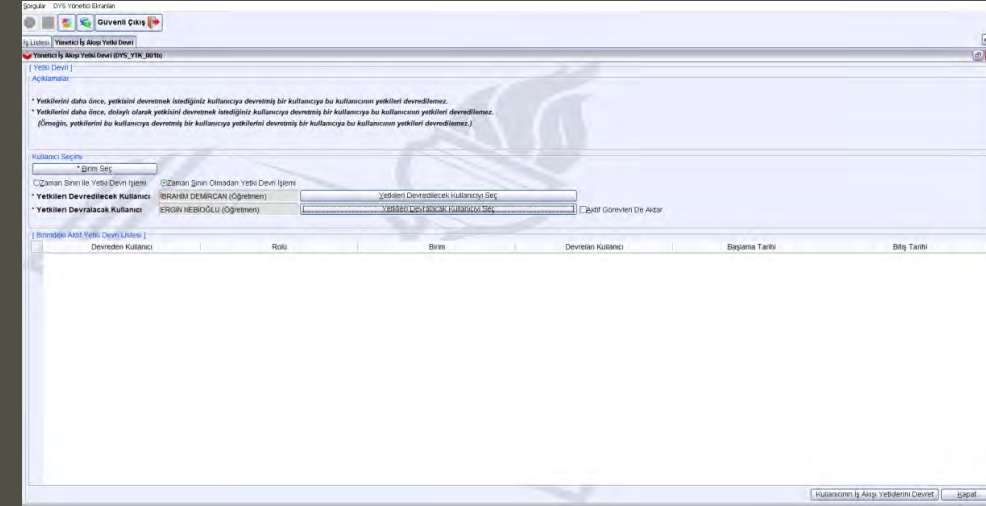 Sorgular DYS Yönetici Ekranları
Güvenli Çıkış
İş Listesi Yönetici İş Akışı Yetki Devri
Yönetici İş Akışı Yetki Devri (DYS_YTK_001b)
[ Yetki Devri ]
Açıklamalar
* Yetkilerini daha önce, yetkisini devretmek istediğiniz kullanıcıya devretmiş bir kullanıcıya bu kullanıcının yetkileri devredilemez.
* Yetkilerini daha önce, dolaylı olarak yetkisini devretmek istediğiniz kullanıcıya devretmiş bir kullanıcıya bu kullanıcının yetkileri devredilemez.
(Örneğin, yetkilerini bu kullanıcıya devretmiş bir kullanıcıya yetkilerini devretmiş bir kullanıcıya bu kullanıcının yetkileri devredilemez.)
Kullanıcı Seçimi
* Birim Seç
Zaman Sınırı ile Yetki Devri İşlemi Zaman Sınırı Olmadan Yetki Devri İşlemi
* Yetkileri Devredilecek Kullanıcı İBRAHİM DEMİRCAN (Öğretmen) Yetkileri Devredilecek Kullanıcıyı Seç
* Yetkileri Devralacak Kullanıcı ERGİN NEBİOĞLU (Öğretmen) Yetkileri Devralacak Kullanıcıyı Seç Aktif Görevleri De Aktar
[ Birimdeki Aktif Yetki Devri Listesi ]
Devreden Kullanıcı Rolü Birim Devrelan Kullanıcı Başlama Tarihi Bitiş Tarihi
Kullanıcının İş Akışı Yetkilerini Devret Kapat